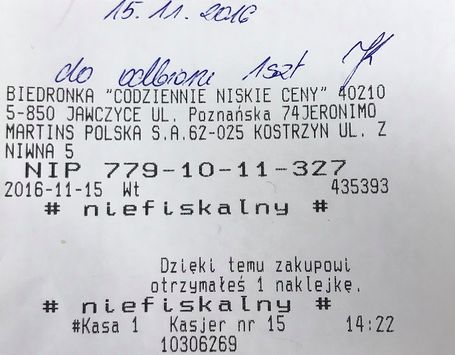 15.11.2016
do odbioru 1szt JK
BIEDRONKA "CODZIENNIE NISKIE CENY" 40210
5-850 JAWCZYCE UL. Poznańska 74JERONIMO
MARTINS POLSKA S.A.62-025 KOSTRZYN UL. Ż
NIWNA 5
NIP 779-10-11-327
2016-11-15 Wt 435393
# niefiskalny #
Dzięki temu zakupowi
otrzymałeś 1 naklejkę.
# niefiskalny #
#Kasa 1 Kasjer nr 15 14:22
10306269